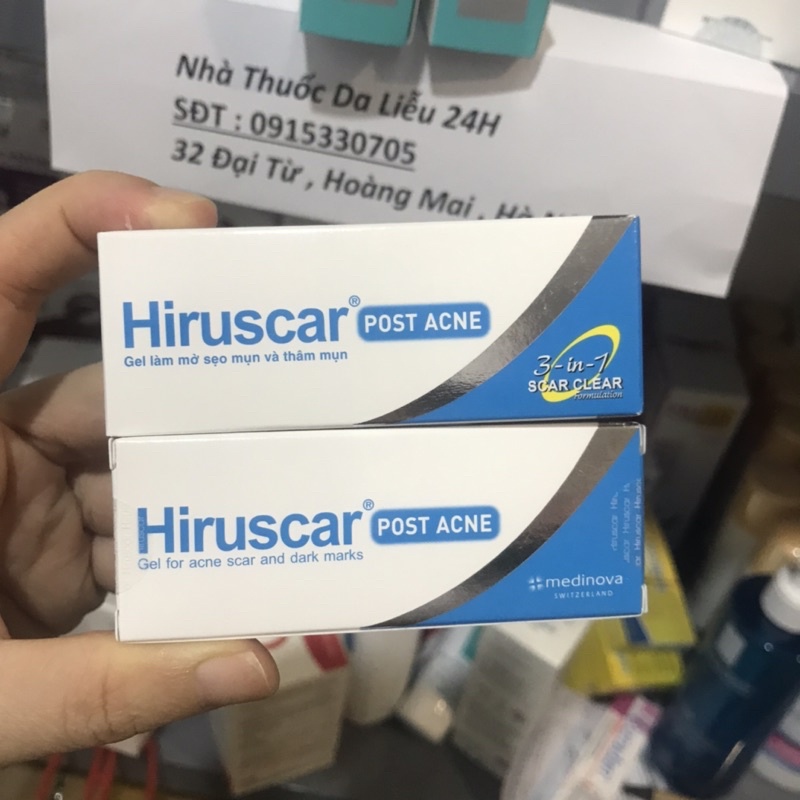 Nhà Thuốc Da Liễu 24H
SĐT : 0915330705
32 Đại Từ , Hoàng Mai , Hà
Hiruscar® POST ACNE
Gel làm mờ sẹo mụn và thâm mụn
3-in-1
SCAR CLEAR
Formulation
Hiruscar® POST ACNE
Gel for acne scar and dark marks
medinova
SWITZERLAND
Hiruscar Hiruscar